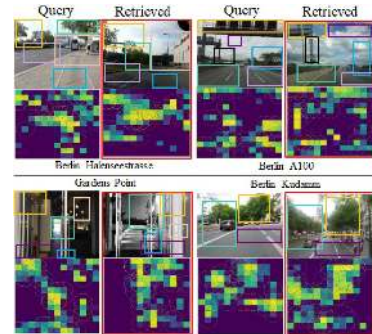 Query Retrieved Query Retrieved
Berlin Halenseestrasse Berlin A100
Gardens Point Berlin Kudamm